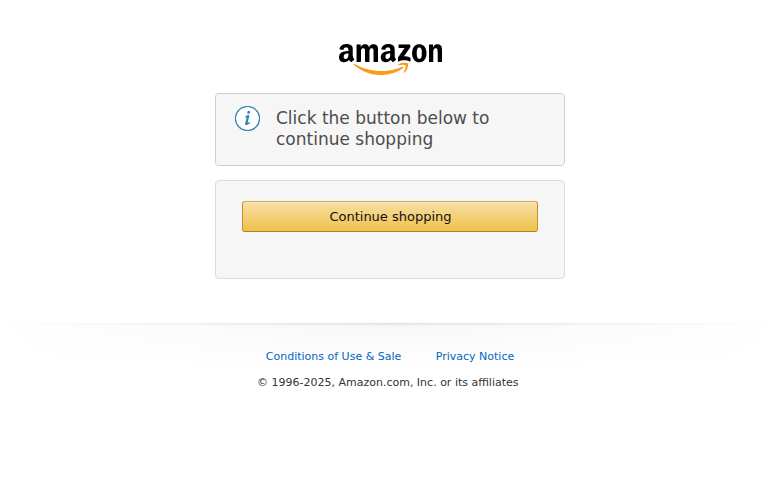 amazon
Click the button below to
continue shopping
Continue shopping
Conditions of Use & Sale Privacy Notice
© 1996-2025, Amazon.com, Inc. or its affiliates